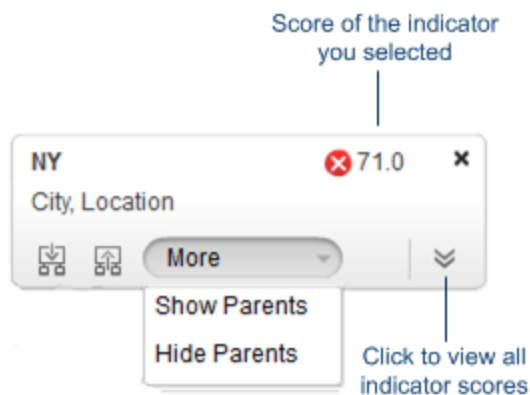 Score of the indicator
you selected
NY 71.0
City, Location
More
Show Parents
Hide Parents
Click to view all
indicator scores